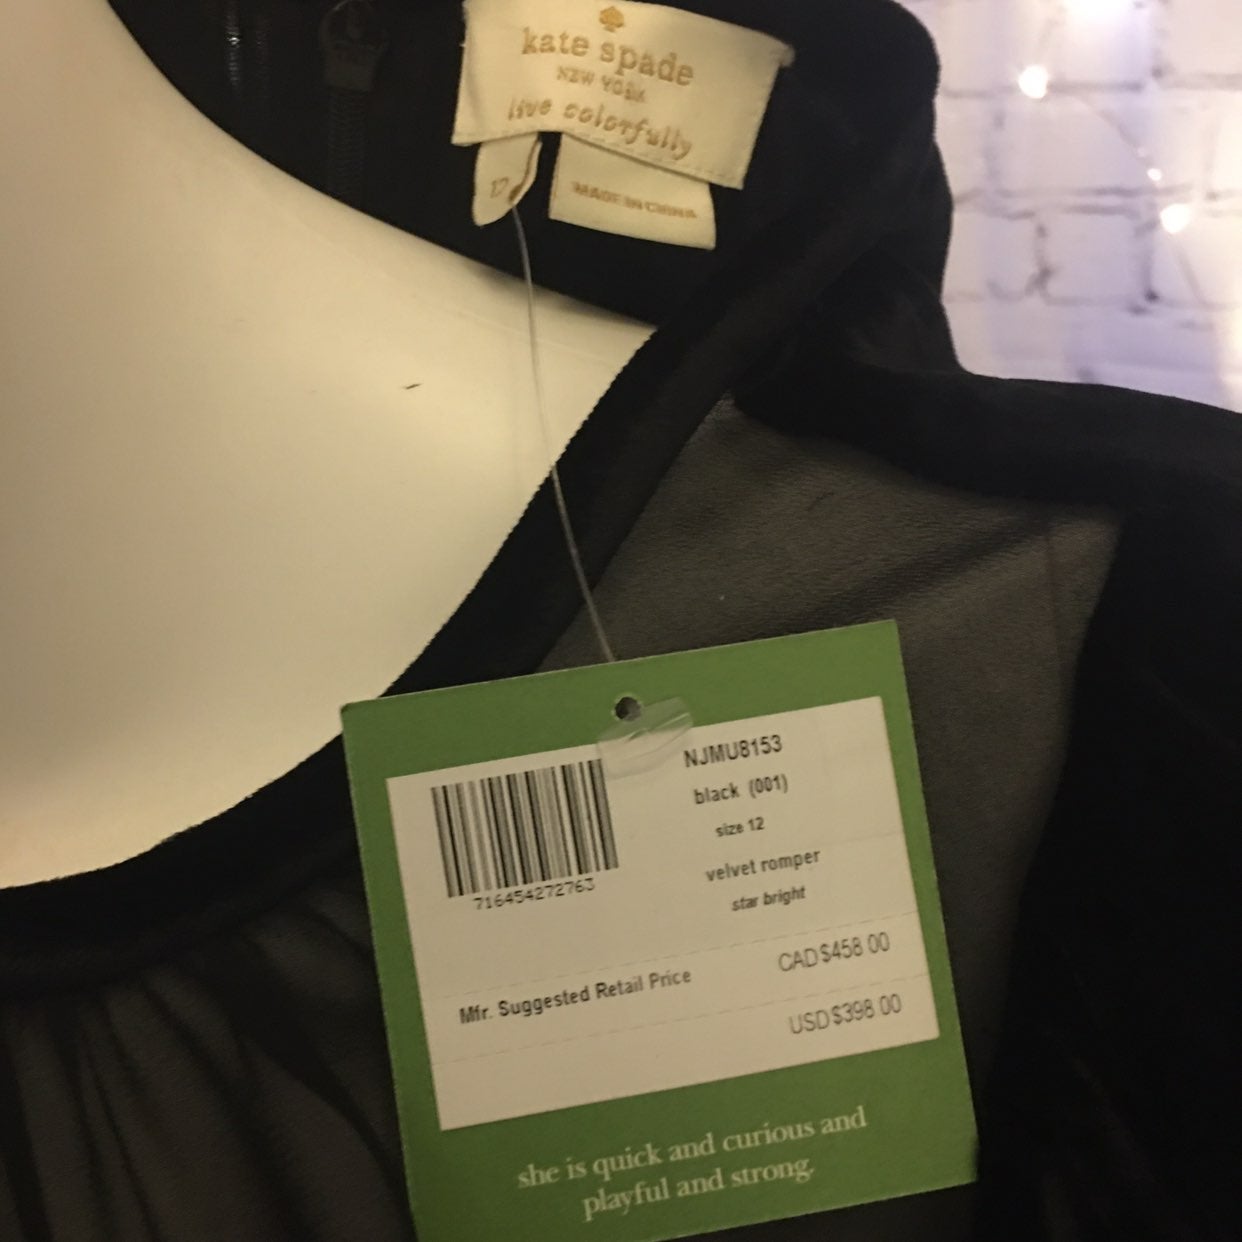 kate spade
NEW YORK
live colorfully
12
MADE IN CHINA
NJMU8153
black (001)
size 12
velvet romper
star bright
716454272763
Mfr. Suggested Retail Price
CAD$458.00
USD$398.00
she is quick and curious and
playful and strong.